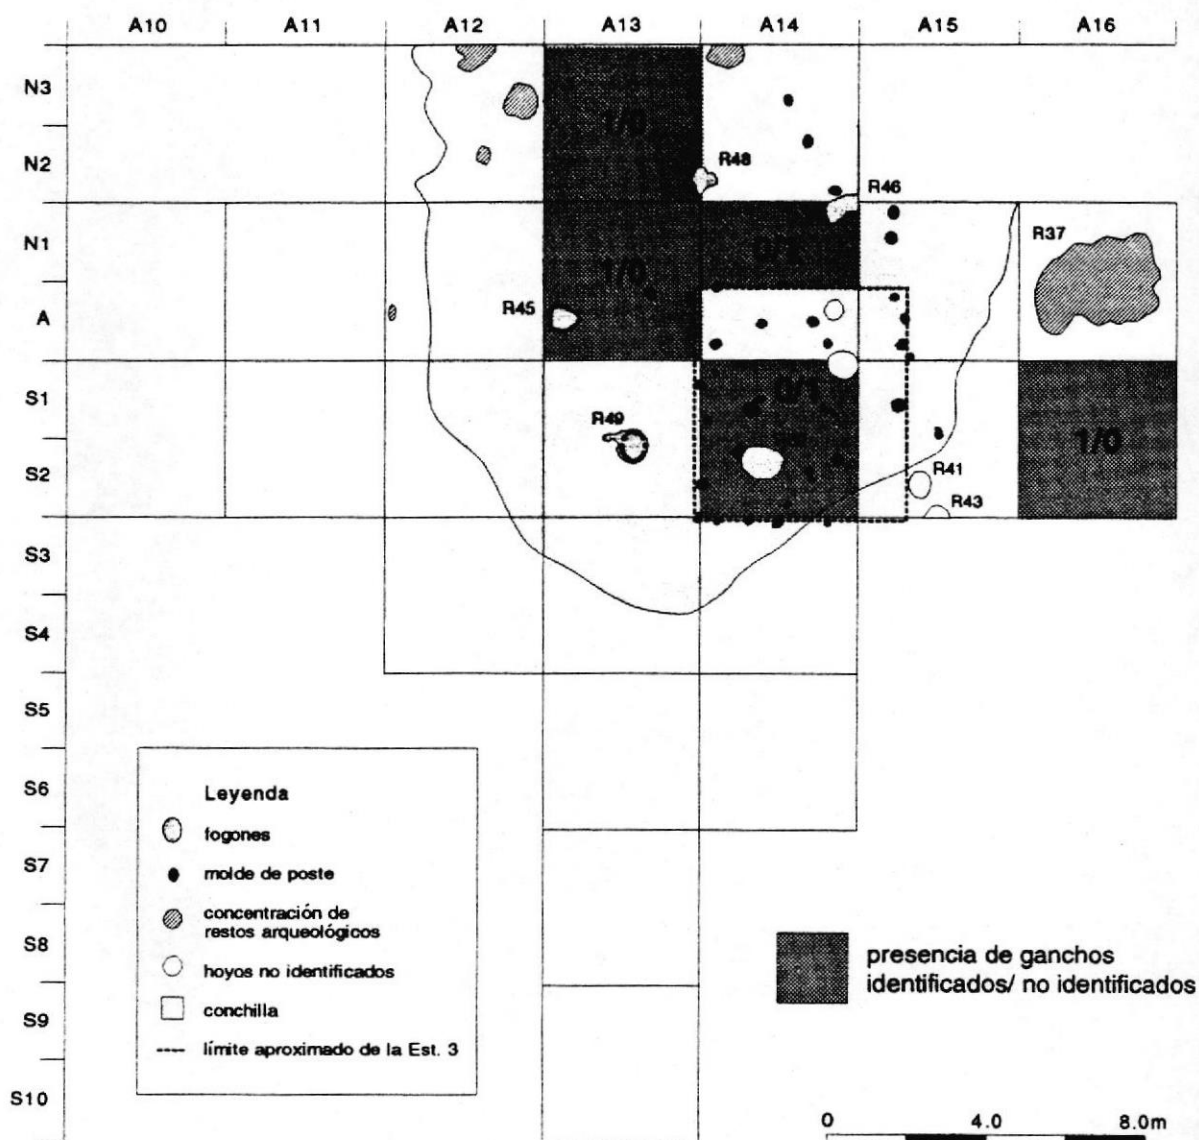 A10 A11 A12 A13 A14 A15 A16
N3
1/0
N2
R48
R46
N1
R37
1/0
A
R45
S1
0/1
R49
1/0
S2
R41
R43
S3
S4
S5
S6
Leyenda
fogones
S7
molde de poste
concentración de
restos arqueológicos
S8
presencia de ganchos
identificados/ no identificados
hoyos no identificados
S9
conchilla
límite aproximado de la Est. 3
S10
0 4.0 8.0m